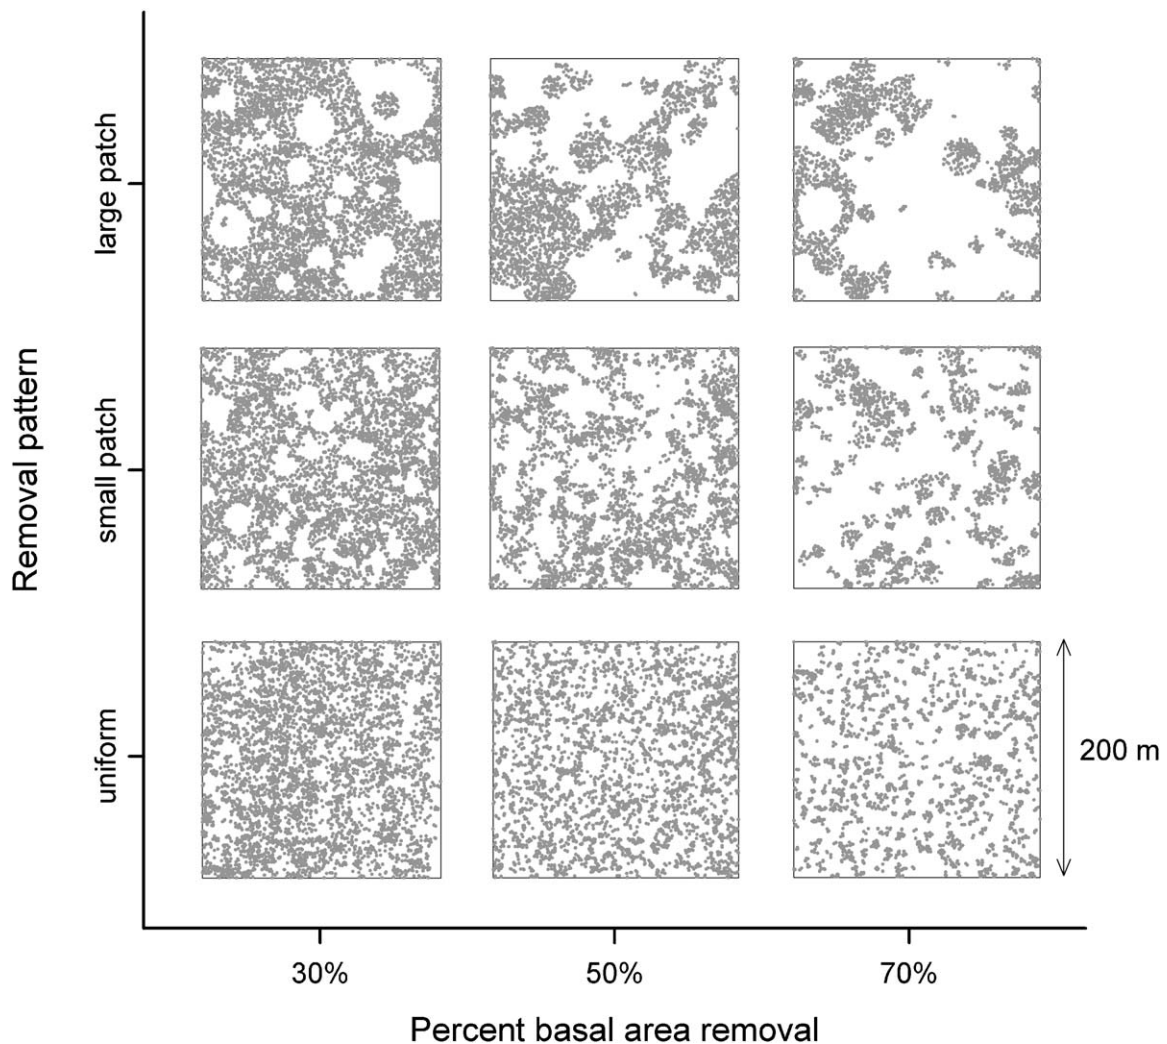 Removal pattern
large patch
small patch
uniform
200 m
30%
50%
70%
Percent basal area removal